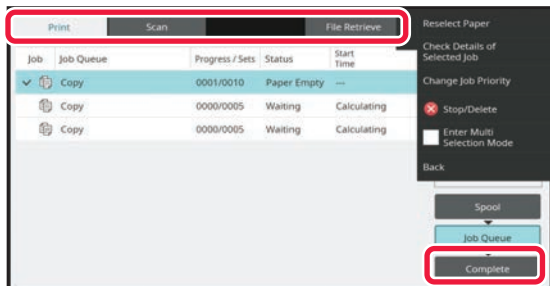 Print Scan File Retrieve
Job Job Queue Progress / Sets Status Start Time
Copy 0001/0010 Paper Empty ---
Copy 0000/0005 Waiting Calculating
Copy 0000/0005 Waiting Calculating
Reselect Paper
Check Details of
Selected Job
Change Job Priority
Stop/Delete
Enter Multi
Selection Mode
Back
Spool
Job Queue
Complete